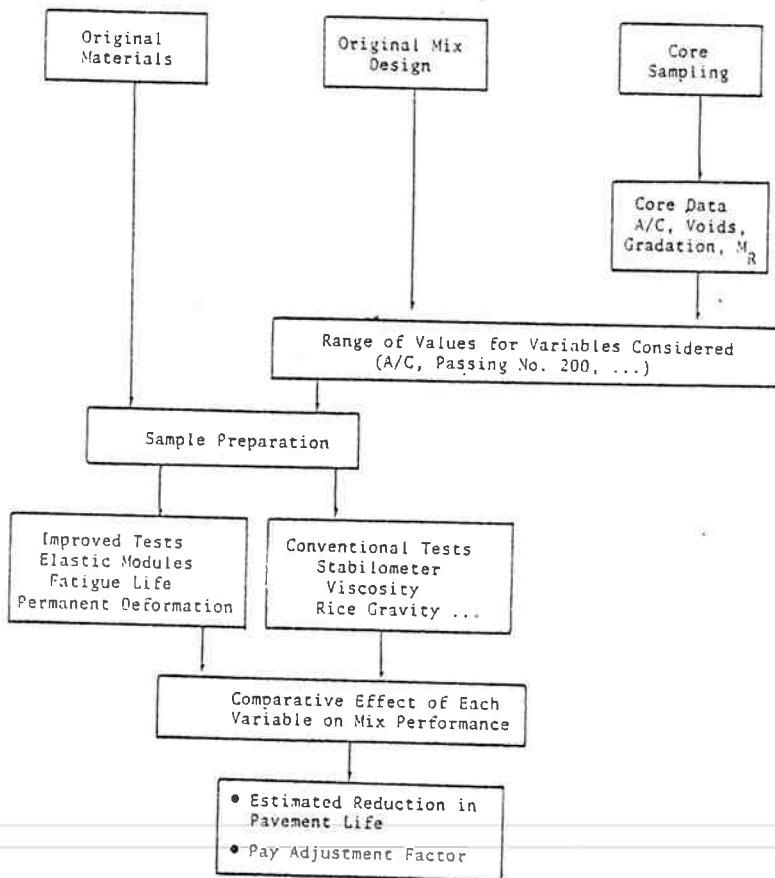 Original
Materials
Original Mix
Design
Core
Sampling
Core Data
A/C, Voids,
Gradation, MR
Range of Values for Variables Considered
(A/C, Passing No. 200, ...)
Sample Preparation
Improved Tests
Elastic Modules
Fatigue Life
Permanent Deformation
Conventional Tests
Stabilometer
Viscosity
Rice Gravity ...
Comparative Effect of Each
Variable on Mix Performance
• Estimated Reduction in
Pavement Life
• Pay Adjustment Factor